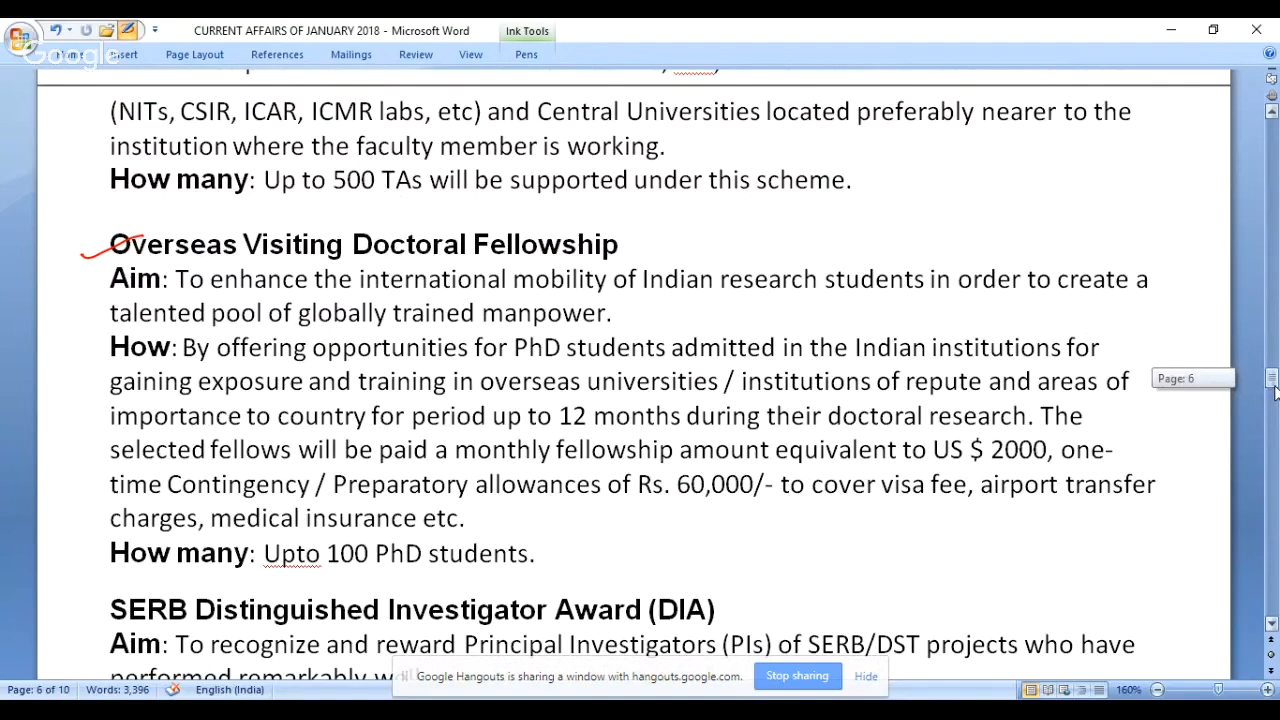 CURRENT AFFAIRS OF JANUARY 2018 - Microsoft Word
Ink Tools
Google
Insert
Page Layout
References
Mailings
Review
View
Pens
(NITs, CSIR, ICAR, ICMR labs, etc) and Central Universities located preferably nearer to the
institution where the faculty member is working.
How many: Up to 500 TAs will be supported under this scheme.
Overseas Visiting Doctoral Fellowship
Aim: To enhance the international mobility of Indian research students in order to create a
talented pool of globally trained manpower.
How: By offering opportunities for PhD students admitted in the Indian institutions for
gaining exposure and training in overseas universities / institutions of repute and areas of
Page: 6
importance to country for period up to 12 months during their doctoral research. The
selected fellows will be paid a monthly fellowship amount equivalent to US $ 2000, one-
time Contingency / Preparatory allowances of Rs. 60,000/- to cover visa fee, airport transfer
charges, medical insurance etc.
How many: Upto 100 PhD students.
SERB Distinguished Investigator Award (DIA)
Aim: To recognize and reward Principal Investigators (PIs) of SERB/DST projects who have
performed remarkably
Google Hangouts is sharing a window with hangouts.google.com.
Stop sharing
Hide
Page: 6 of 10
Words: 3,396
English (India)
160%